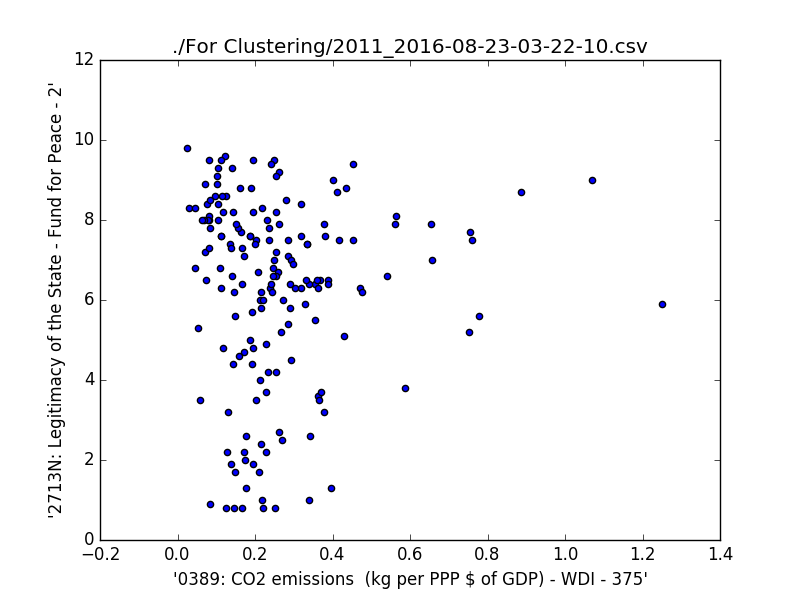 ./For Clustering/2011_2016-08-23-03-22-10.csv
12
10
8
6
4
2
0
'2713N: Legitimacy of the State - Fund for Peace - 2'
−0.2 0.0 0.2 0.4 0.6 0.8 1.0 1.2 1.4
'0389: CO2 emissions  (kg per PPP $ of GDP) - WDI - 375'